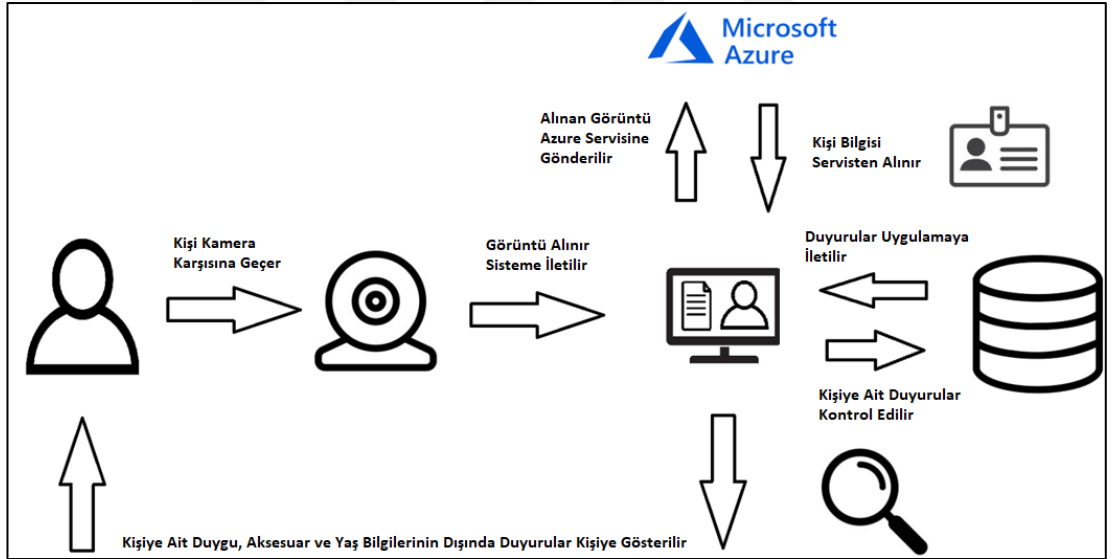 Microsoft
Azure
Alınan Görüntü
Azure Servisine
Gönderilir
Kişi Bilgisi
Servisten Alınır
Kişi Kamera
Karşısına Geçer
Görüntü Alınır
Sisteme İletilir
Duyurular Uygulamaya
İletilir
Kişiye Ait Duyurular
Kontrol Edilir
Kişiye Ait Duygu, Aksesuar ve Yaş Bilgilerinin Dışında Duyurular Kişiye Gösterilir